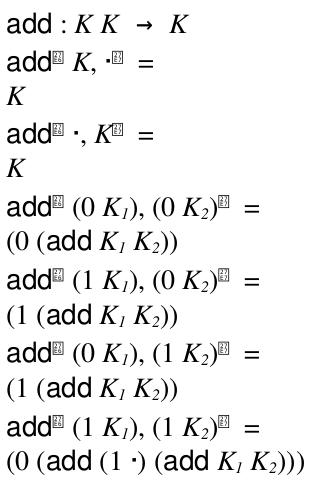 add : K K → K
add⟦ K, ·⟧ =
K
add⟦ ·, K⟧ =
K
add⟦ (0 K₁), (0 K₂)⟧ =
(0 (add K₁ K₂))
add⟦ (1 K₁), (0 K₂)⟧ =
(1 (add K₁ K₂))
add⟦ (0 K₁), (1 K₂)⟧ =
(1 (add K₁ K₂))
add⟦ (1 K₁), (1 K₂)⟧ =
(0 (add (1 ·) (add K₁ K₂)))